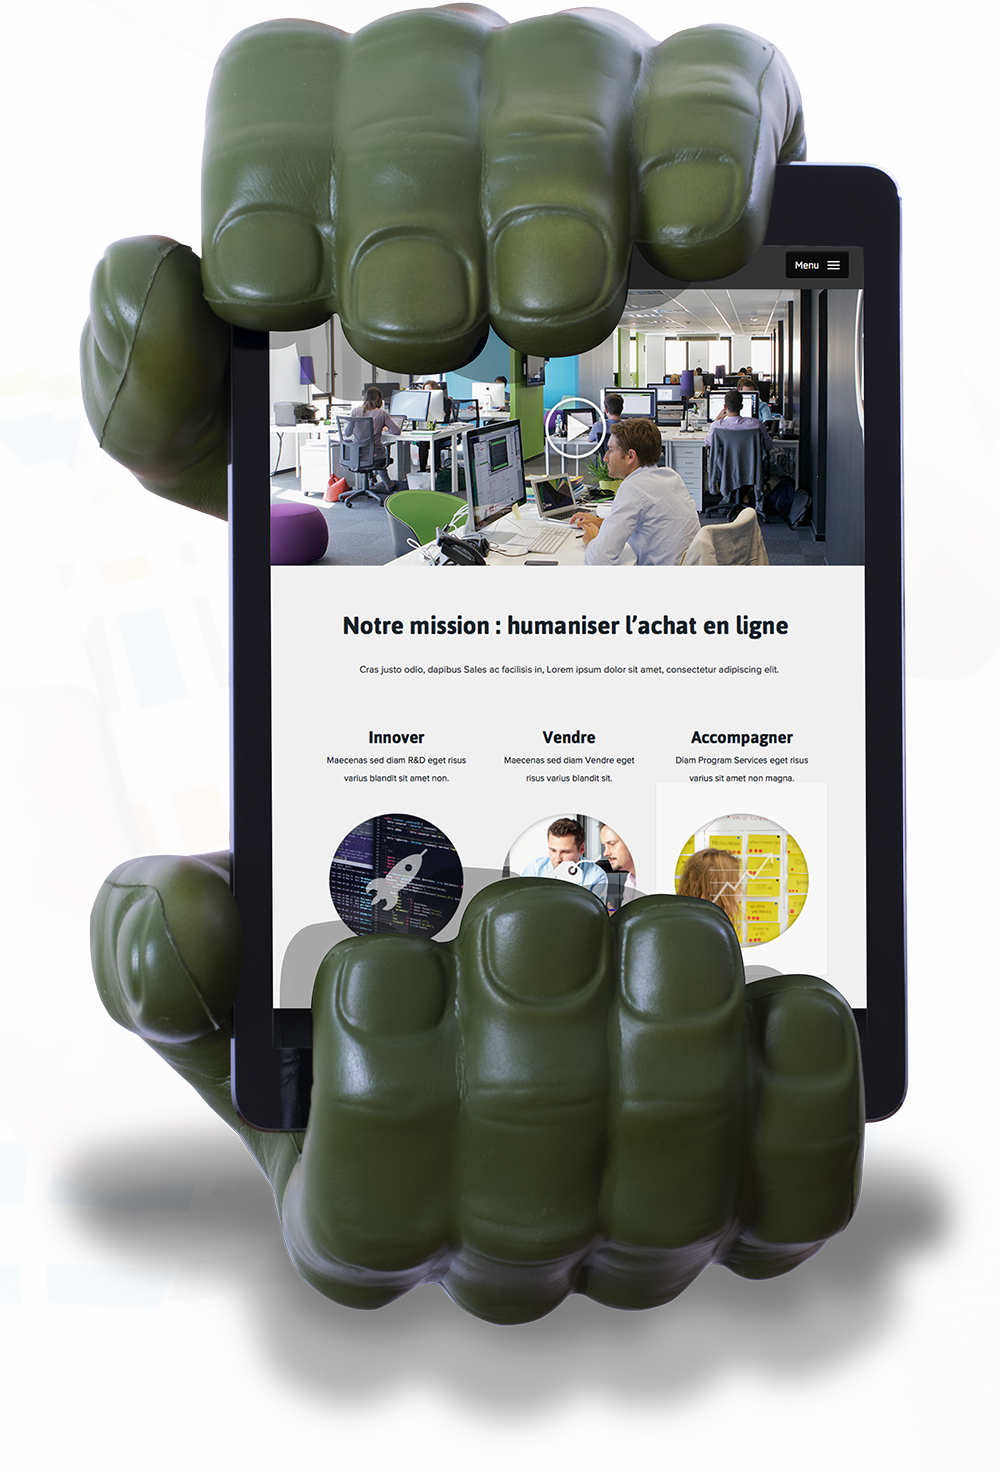 Menu
Notre mission : humaniser l’achat en ligne
Cras justo odio, dapibus Sales ac facilisis in, Lorem ipsum dolor sit amet, consectetur adipiscing elit.
Innover
Maecenas sed diam R&D eget risus
varius blandit sit amet non.
Vendre
Maecenas sed diam Vendre eget
risus varius blandit sit.
Accompagner
Diam Program Services eget risus
varius sit amet non magna.